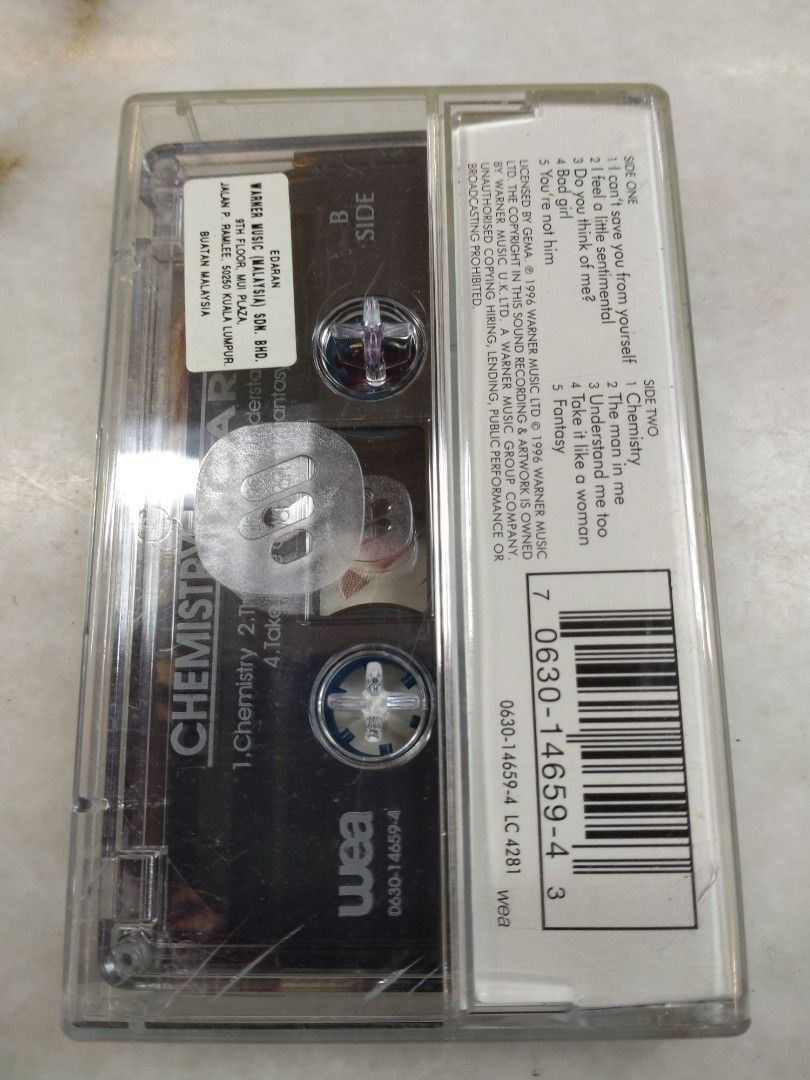 SIDE ONE
1 I can't save you from yourself
2 I feel a little sentimental
3 Do you think of me?
4 Bad girl
5 You're not him
SIDE TWO
1 Chemistry
2 The man in me
3 Understand me too
4 Take it like a woman
5 Fantasy
LICENSED BY GEMA. ℗ 1996 WARNER MUSIC LTD © 1996 WARNER MUSIC
LTD. THE COPYRIGHT IN THIS SOUND RECORDING & ARTWORK IS OWNED
BY WARNER MUSIC U.K. LTD. A WARNER MUSIC GROUP COMPANY.
UNAUTHORISED COPYING, HIRING, LENDING, PUBLIC PERFORMANCE OR
BROADCASTING PROHIBITED.
7 0630-14659-4 3
0630-14659-4 LC 4281 wea
SIDE
B
EDARAN
WARNER MUSIC (MALAYSIA) SDN. BHD.
9TH FLOOR, MUI PLAZA,
JALAN P. RAMLEE, 50250 KUALA LUMPUR.
BUATAN MALAYSIA
wea
0630-14659-4
CHEMISTRY
1.Chemistry 2.
4.Take